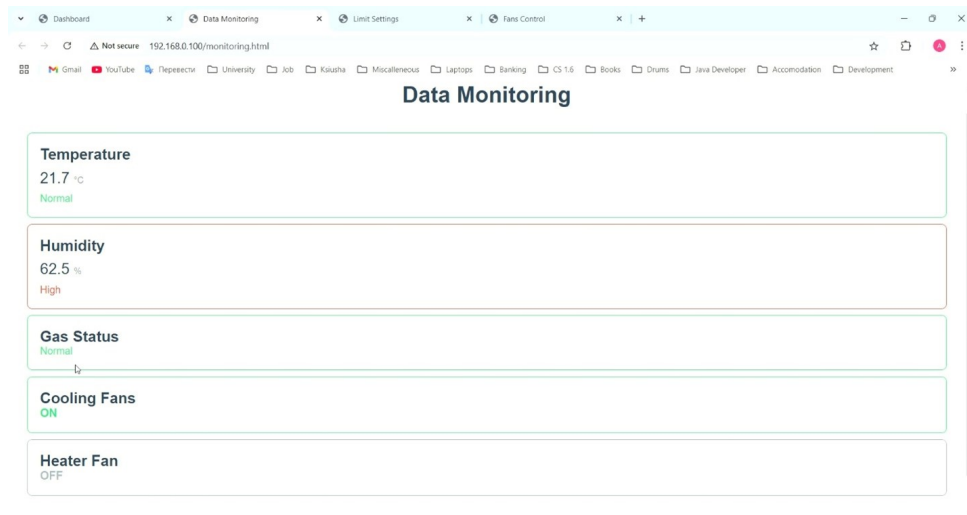 Dashboard Data Monitoring Limit Settings Fans Control
Not secure 192.168.0.100/monitoring.html A
Gmail YouTube Перевести University Job Ksiusha Miscalleneous Laptops Banking CS 1.6 Books Drums Java Developer Accomodation Development
Data Monitoring
Temperature
21.7 °C
Normal
Humidity
62.5 %
High
Gas Status
Normal
Cooling Fans
ON
Heater Fan
OFF